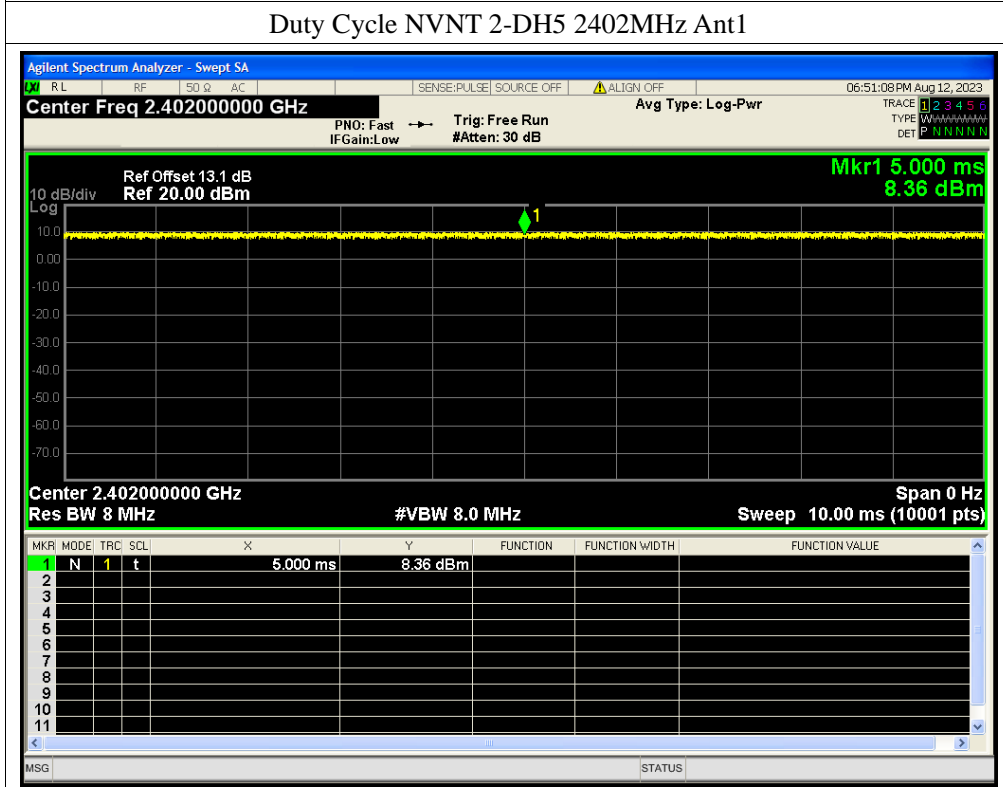 Duty Cycle NVNT 2-DH5 2402MHz Ant1
Agilent Spectrum Analyzer - Swept SA
LXI RL RF 50 Ω AC SENSE:PULSE SOURCE OFF ALIGN OFF 06:51:08 PM Aug 12, 2023
Center Freq 2.402000000 GHz Avg Type: Log-Pwr TRACE 1 2 3 4 5 6
PNO: Fast Trig: Free Run TYPE W
IFGain:Low #Atten: 30 dB DET P N N N N N
Mkr1 5.000 ms
Ref Offset 13.1 dB
10 dB/div Ref 20.00 dBm 8.36 dBm
Log
1
10.0
0.00
-10.0
-20.0
-30.0
-40.0
-50.0
-60.0
-70.0
Center 2.402000000 GHz Span 0 Hz
Res BW 8 MHz #VBW 8.0 MHz Sweep 10.00 ms (10001 pts)
MKR MODE TRC SCL X Y FUNCTION FUNCTION WIDTH FUNCTION VALUE
1 N 1 t 5.000 ms 8.36 dBm
2
3
4
5
6
7
8
9
10
11
MSG STATUS